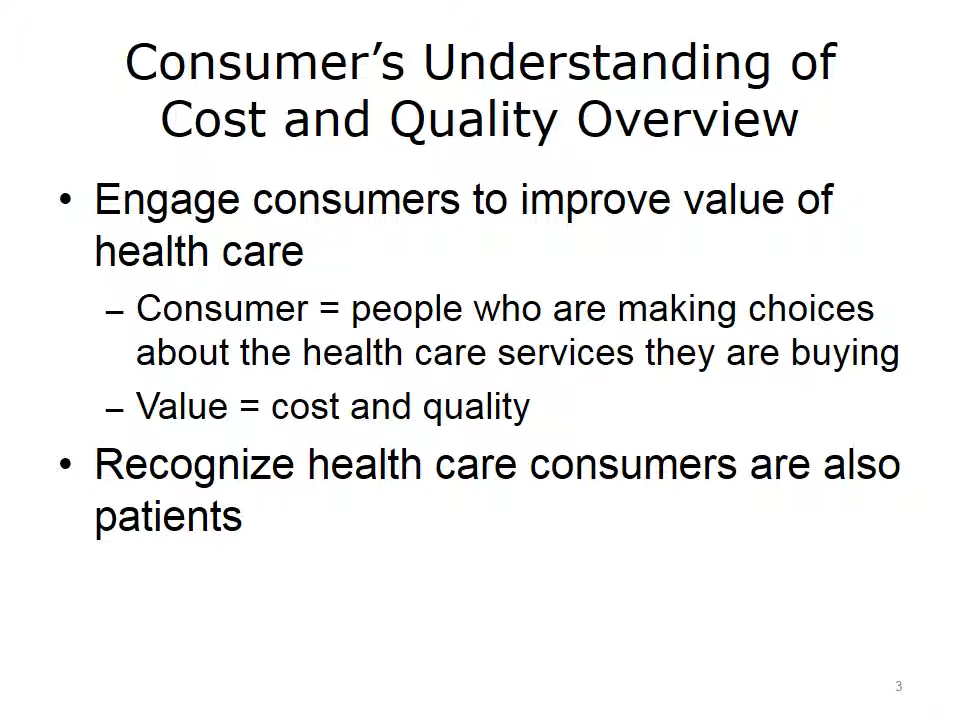 Consumer’s Understanding of
Cost and Quality Overview
• Engage consumers to improve value of
health care
– Consumer = people who are making choices
about the health care services they are buying
– Value = cost and quality
• Recognize health care consumers are also
patients
3